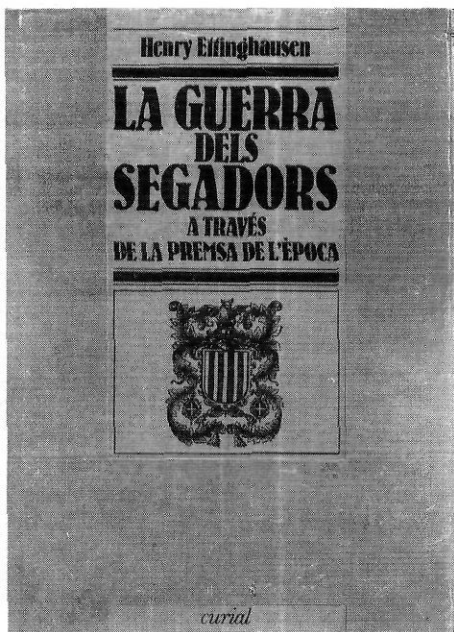 Henry Ettinghausen
LA GUERRA
DELS
SEGADORS
A TRAVÉS
DE LA PREMSA DE L'ÈPOCA
curial